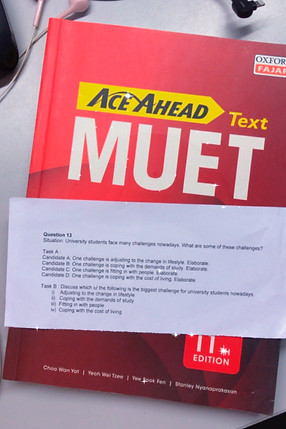 OXFORD
FAJAR
ACE AHEAD
Text
MUET
Question 13
Situation: University students face many challenges nowadays. What are some of these challenges?
Task A :
Candidate A: One challenge is adjusting to the change in lifestyle. Elaborate.
Candidate B: One challenge is coping with the demands of study. Elaborate.
Candidate C: One challenge is fitting in with people. Elaborate.
Candidate D: One challenge is coping with the cost of living. Elaborate.
Task B : Discuss which of the following is the biggest challenge for university students nowadays.
i) Adjusting to the change in lifestyle
ii) Coping with the demands of study
iii) Fitting in with people
iv) Coping with the cost of living
EDITION
Choo Wan Yat | Yeoh Wei Tzee | Yee Sook Fen | Stanley Nyanaprakasan